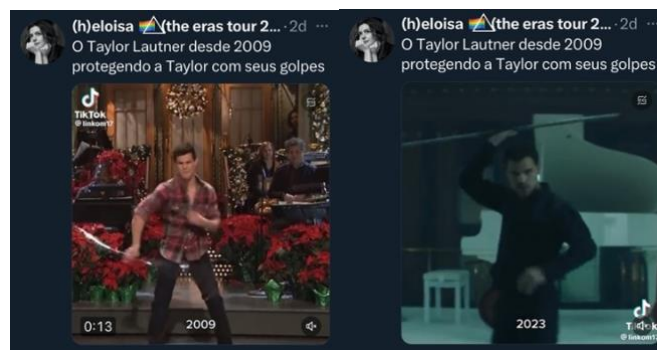 (h)eloisa 🌈 (the eras tour 2... · 2d ···
O Taylor Lautner desde 2009
protegendo a Taylor com seus golpes
TikTok
0:13
2009
(h)eloisa 🌈 (the eras tour 2... · 2d ···
O Taylor Lautner desde 2009
protegendo a Taylor com seus golpes
2023